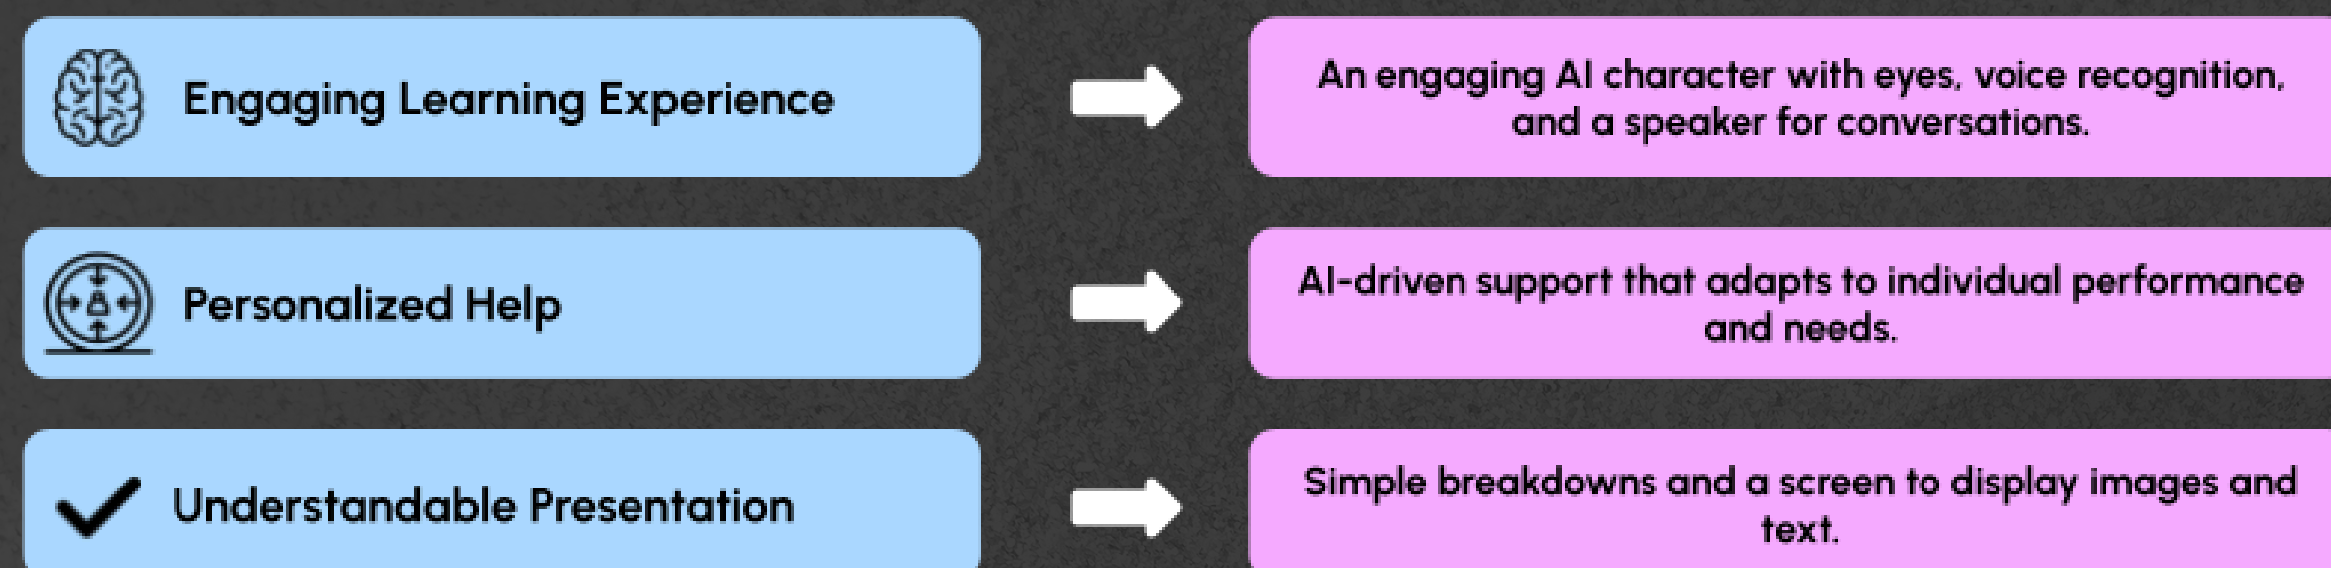 Engaging Learning Experience
An engaging AI character with eyes, voice recognition,
and a speaker for conversations.
Personalized Help
AI-driven support that adapts to individual performance
and needs.
Understandable Presentation
Simple breakdowns and a screen to display images and
text.